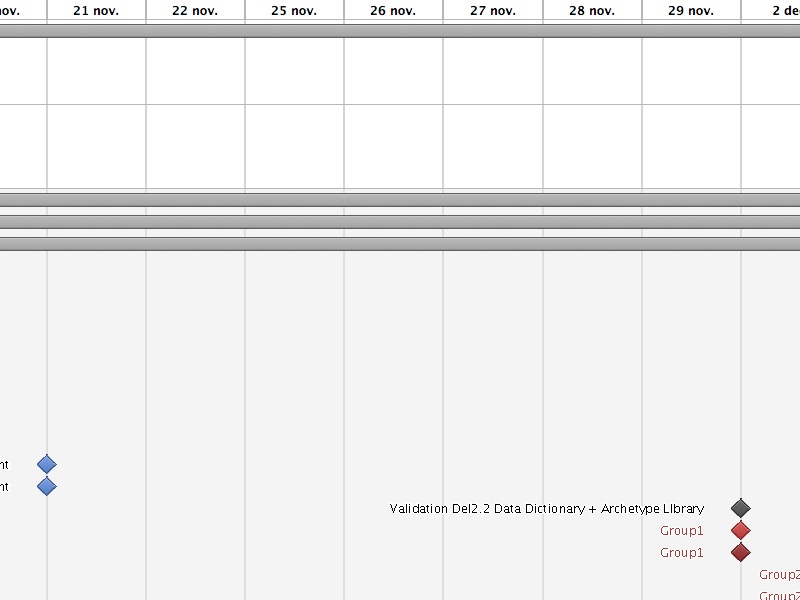 nov. 21 nov. 22 nov. 25 nov. 26 nov. 27 nov. 28 nov. 29 nov. 2 de
nt
nt
Validation Del2.2 Data Dictionary + Archetype LIbrary
Group1
Group1
Group2
Group2